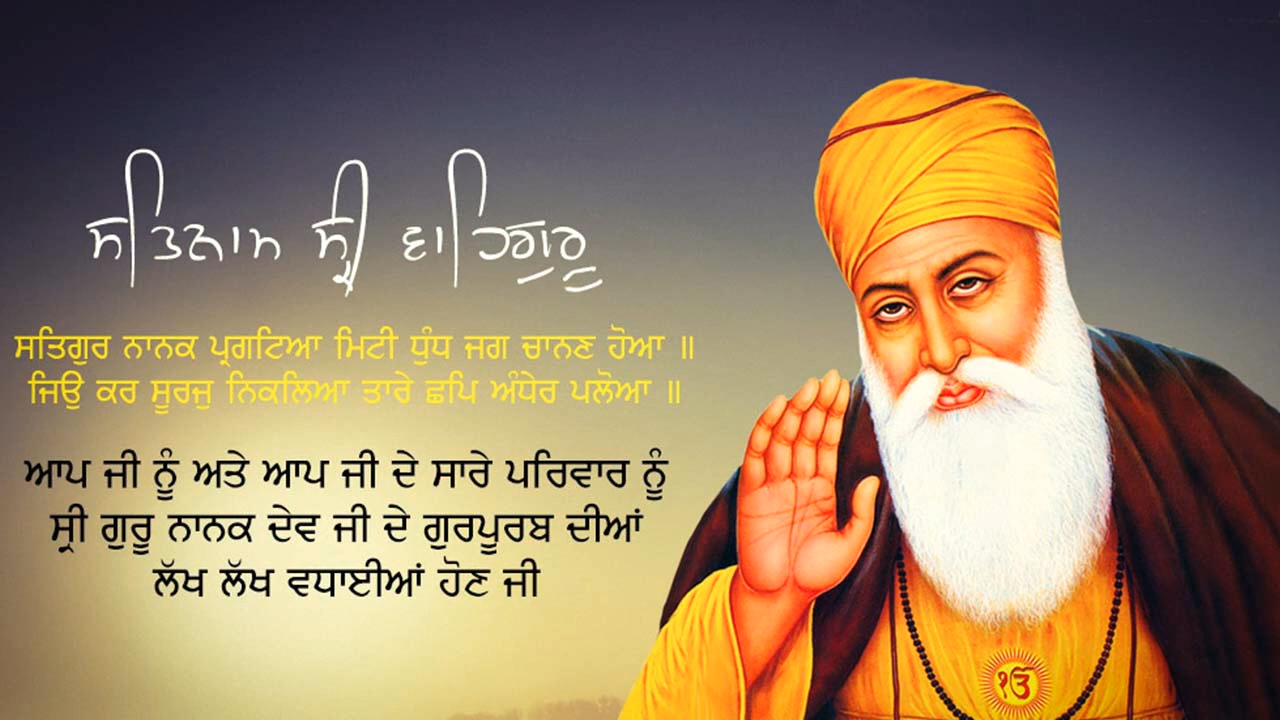 ਸਤਿਨਾਮ ਸ੍ਰੀ ਵਾਹਿਗੁਰੂ
ਸਤਿਗੁਰ ਨਾਨਕ ਪ੍ਰਗਟਿਆ ਮਿਟੀ ਧੁੰਧ ਜਗ ਚਾਨਣ ਹੋਆ ॥
ਜਿਉ ਕਰ ਸੂਰਜੁ ਨਿਕਲਿਆ ਤਾਰੇ ਛਪਿ ਅੰਧੇਰ ਪਲੋਆ ॥
ਆਪ ਜੀ ਨੂੰ ਅਤੇ ਆਪ ਜੀ ਦੇ ਸਾਰੇ ਪਰਿਵਾਰ ਨੂੰ
ਸ੍ਰੀ ਗੁਰੂ ਨਾਨਕ ਦੇਵ ਜੀ ਦੇ ਗੁਰਪੂਰਬ ਦੀਆਂ
ਲੱਖ ਲੱਖ ਵਧਾਈਆਂ ਹੋਣ ਜੀ
ੴ